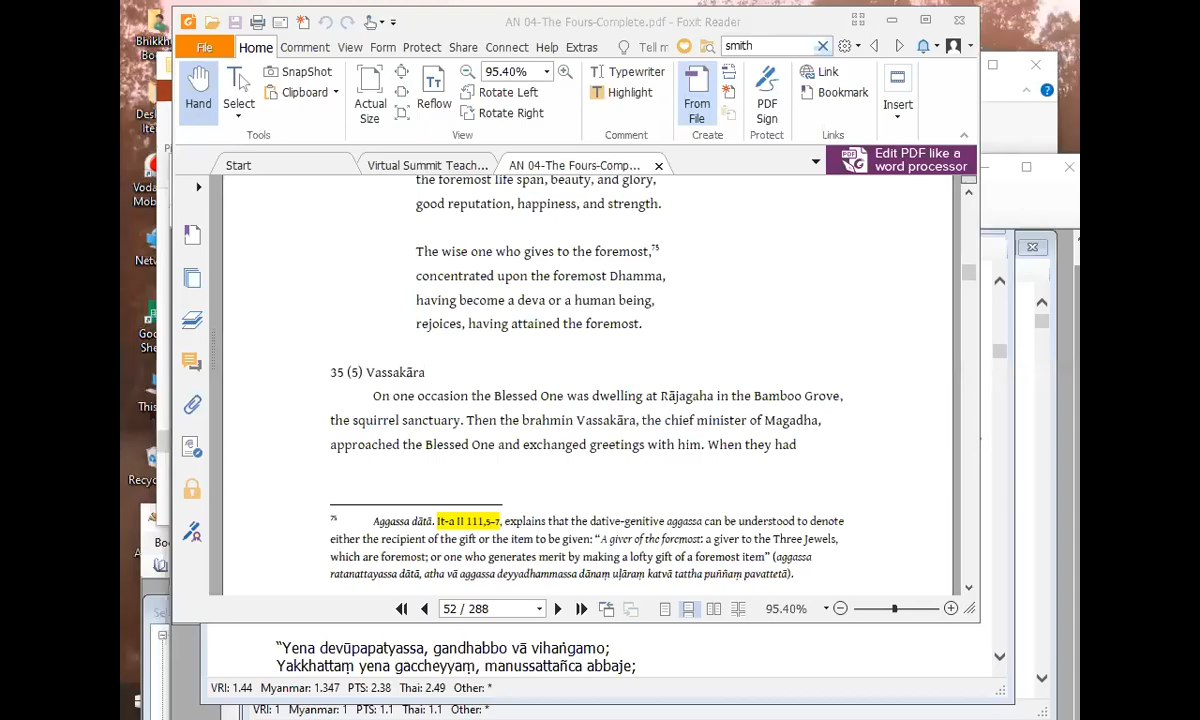 Bhikkh
Bo
AN 04-The Fours-Complete.pdf - Foxit Reader
File Home Comment View Form Protect Share Connect Help Extras Tell m smith
Hand
Select
SnapShot
Clipboard
Actual
Size
Reflow
95.40%
Rotate Left
Rotate Right
Typewriter
Highlight
From
File
PDF
Sign
Link
Bookmark
Insert
Tools View Comment Create Protect Links
Start Virtual Summit Teach... AN 04-The Fours-Comp...
Edit PDF like a
word processor
Des
Ite
Voda
Netw
Goo
She
This
Recyc
the foremost life span, beauty, and glory,
good reputation, happiness, and strength.
The wise one who gives to the foremost,75
concentrated upon the foremost Dhamma,
having become a deva or a human being,
rejoices, having attained the foremost.
35 (5) Vassakāra
On one occasion the Blessed One was dwelling at Rājagaha in the Bamboo Grove,
the squirrel sanctuary. Then the brahmin Vassakāra, the chief minister of Magadha,
approached the Blessed One and exchanged greetings with him. When they had
75 Aggassa dātā. It-a II 111,5–7, explains that the dative-genitive aggassa can be understood to denote
either the recipient of the gift or the item to be given: “A giver of the foremost: a giver to the Three Jewels,
which are foremost; or one who generates merit by making a lofty gift of a foremost item” (aggassa
ratanattayassa dātā, atha vā aggassa deyyadhammassa dānaṃ uḷāraṃ katvā tattha puññaṃ pavattetā).
52 / 288
95.40%
Se
“Yena devūpapatyassa, gandhabbo vā vihaṅgamo;
Yakkhattaṃ yena gaccheyyaṃ, manussattañca abbaje;
VRI: 1.44 Myanmar: 1.347 PTS: 2.38 Thai: 2.49 Other: *
VRI: 1 Myanmar: 1 PTS: 1.1 Thai: 1.1 Other: *